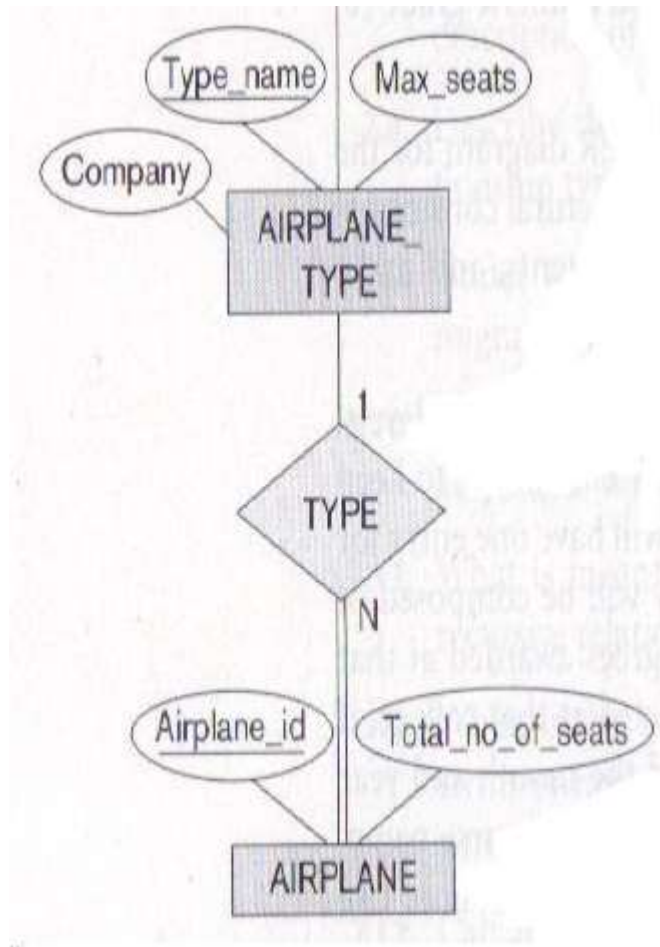 Type_name
Max_seats
Company
AIRPLANE_
TYPE
1
TYPE
N
Airplane_id
Total_no_of_seats
AIRPLANE